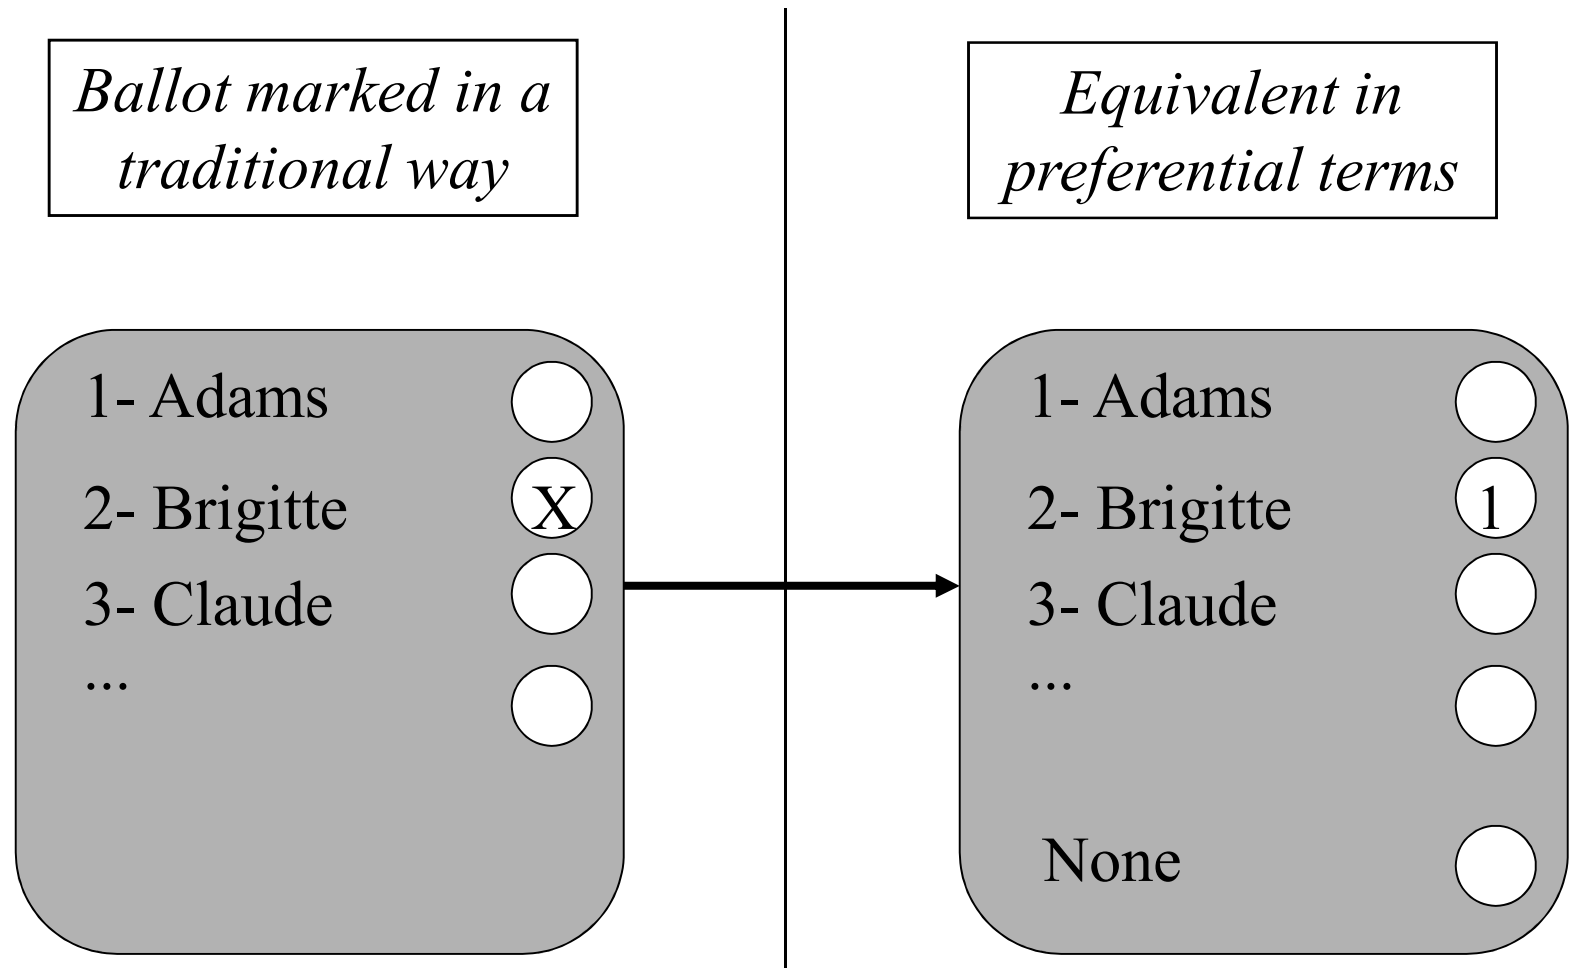 Ballot marked in a
traditional way
1- Adams
2- Brigitte X
3- Claude
...
Equivalent in
preferential terms
1- Adams
2- Brigitte 1
3- Claude
...
None